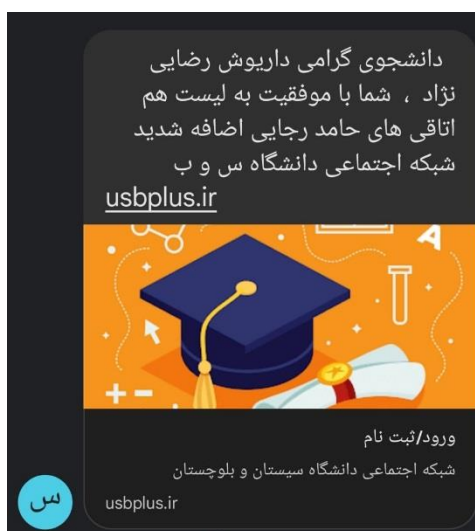 دانشجوی گرامی داریوش رضایی
نژاد ، شما با موفقیت به لیست هم
اتاقی های حامد رجایی اضافه شدید
شبکه اجتماعی دانشگاه س و ب
usbplus.ir
A
ورود/ثبت نام
شبکه اجتماعی دانشگاه سیستان و بلوچستان
usbplus.ir
س